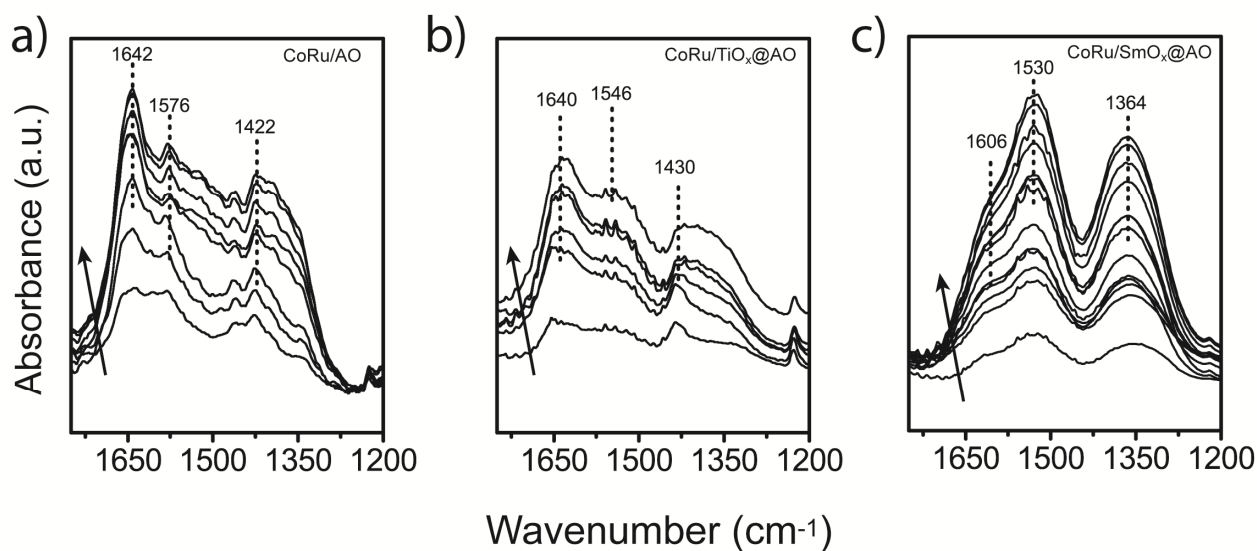 a)
CoRu/AO
1642
1576
1422
1650 1500 1350 1200
b)
CoRu/TiOₓ@AO
1640
1546
1430
1650 1500 1350 1200
c)
CoRu/SmOₓ@AO
1606
1530
1364
1650 1500 1350 1200
Absorbance (a.u.)
Wavenumber (cm⁻¹)